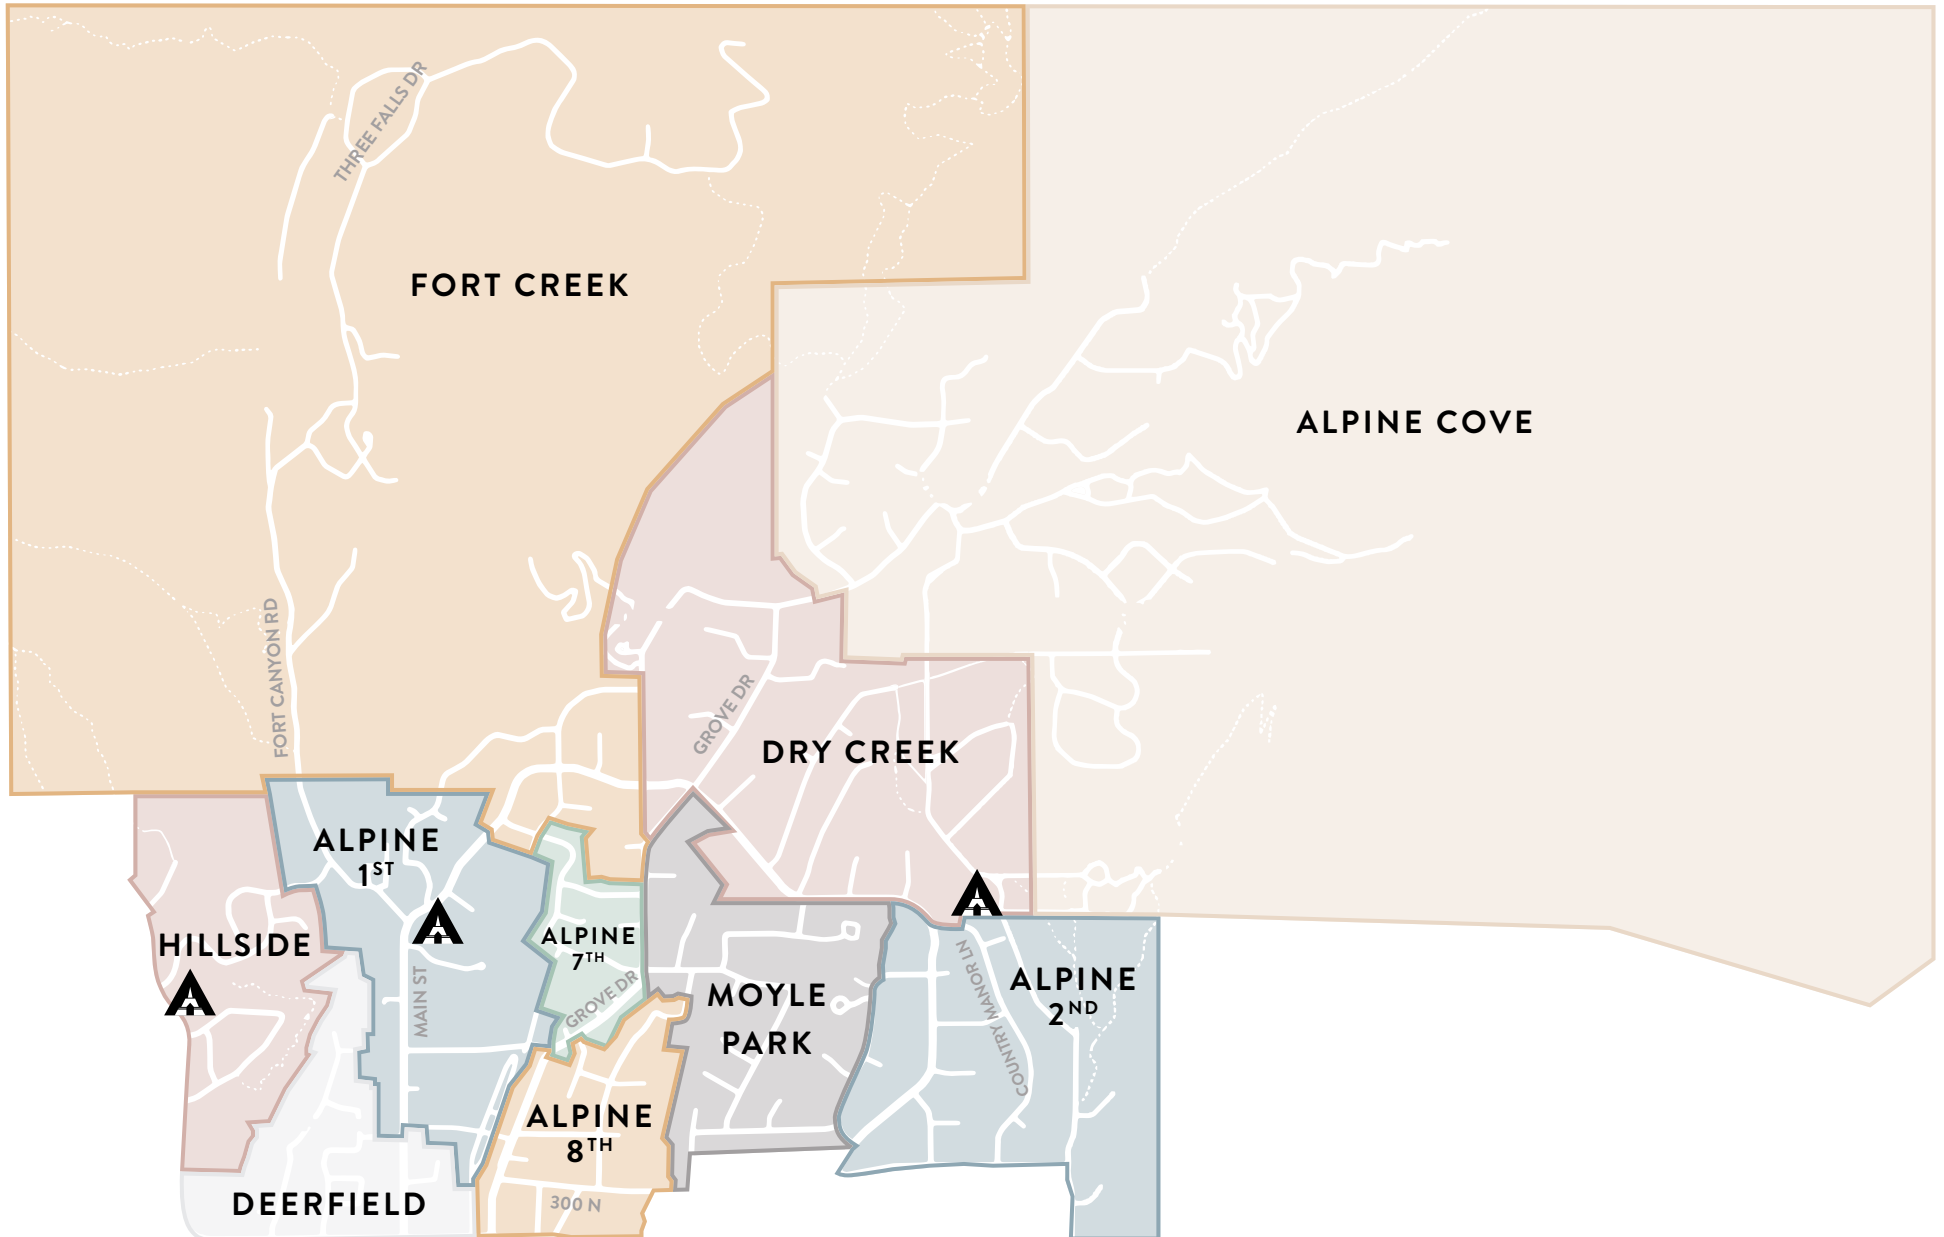 THREE FALLS DR
FORT CREEK
ALPINE COVE
FORT CANYON RD
GROVE DR
DRY CREEK
ALPINE
1ST
HILLSIDE
ALPINE
7TH
MAIN ST
GROVE DR
MOYLE
PARK
COUNTRY MANOR LN
ALPINE
2ND
ALPINE
8TH
DEERFIELD
300 N